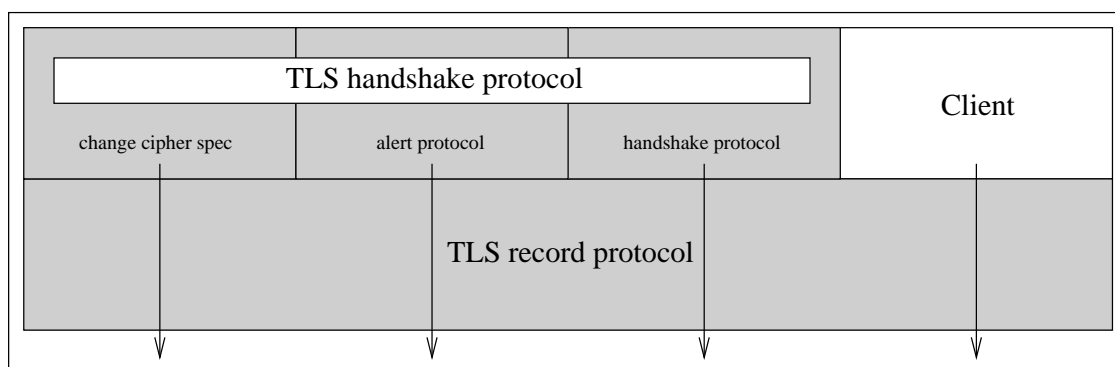 TLS handshake protocol
Client
change cipher spec
alert protocol
handshake protocol
TLS record protocol